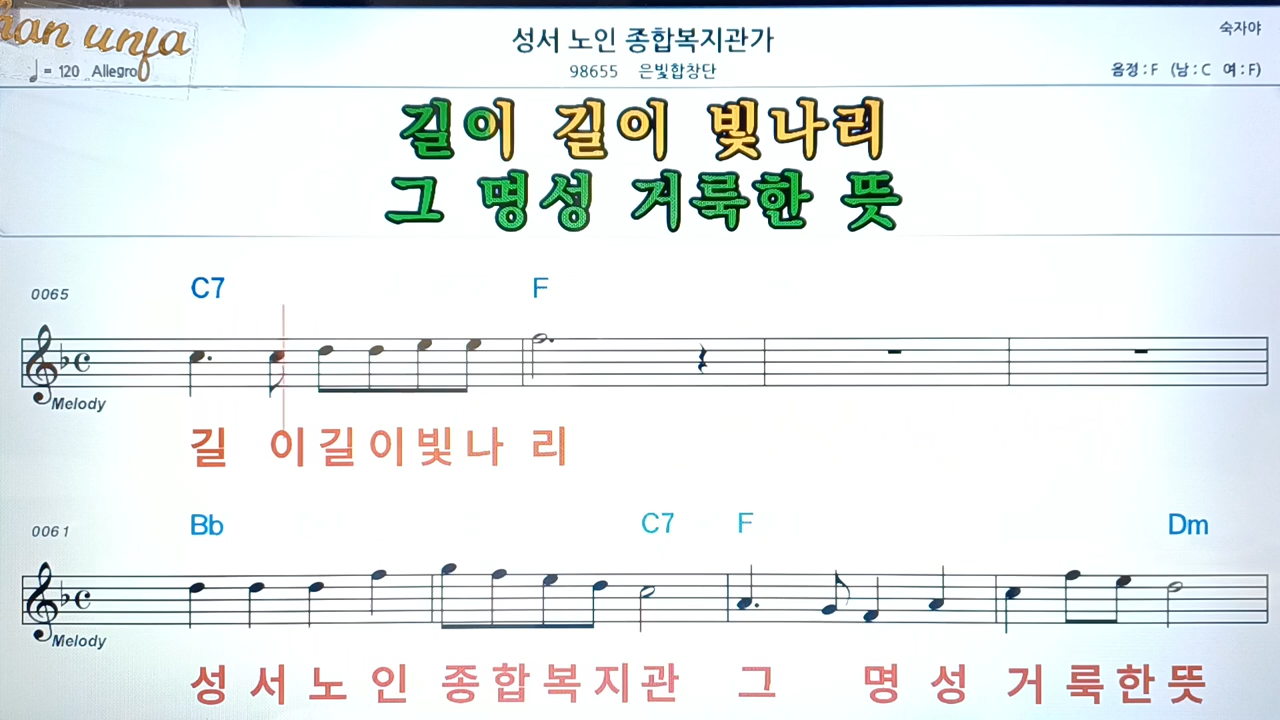 han unja
성서 노인 종합복지관가
숙자야
♩= 120 Allegro
98655 은빛합창단
음정 : F (남 : C 여 : F)
길이 길이 빛나리
그 명성 거룩한 뜻
0065 C7 F
Melody
길 이 길 이 빛 나 리
0061 Bb C7 F Dm
Melody
성 서 노 인 종 합 복 지 관 그 명 성 거 룩 한 뜻